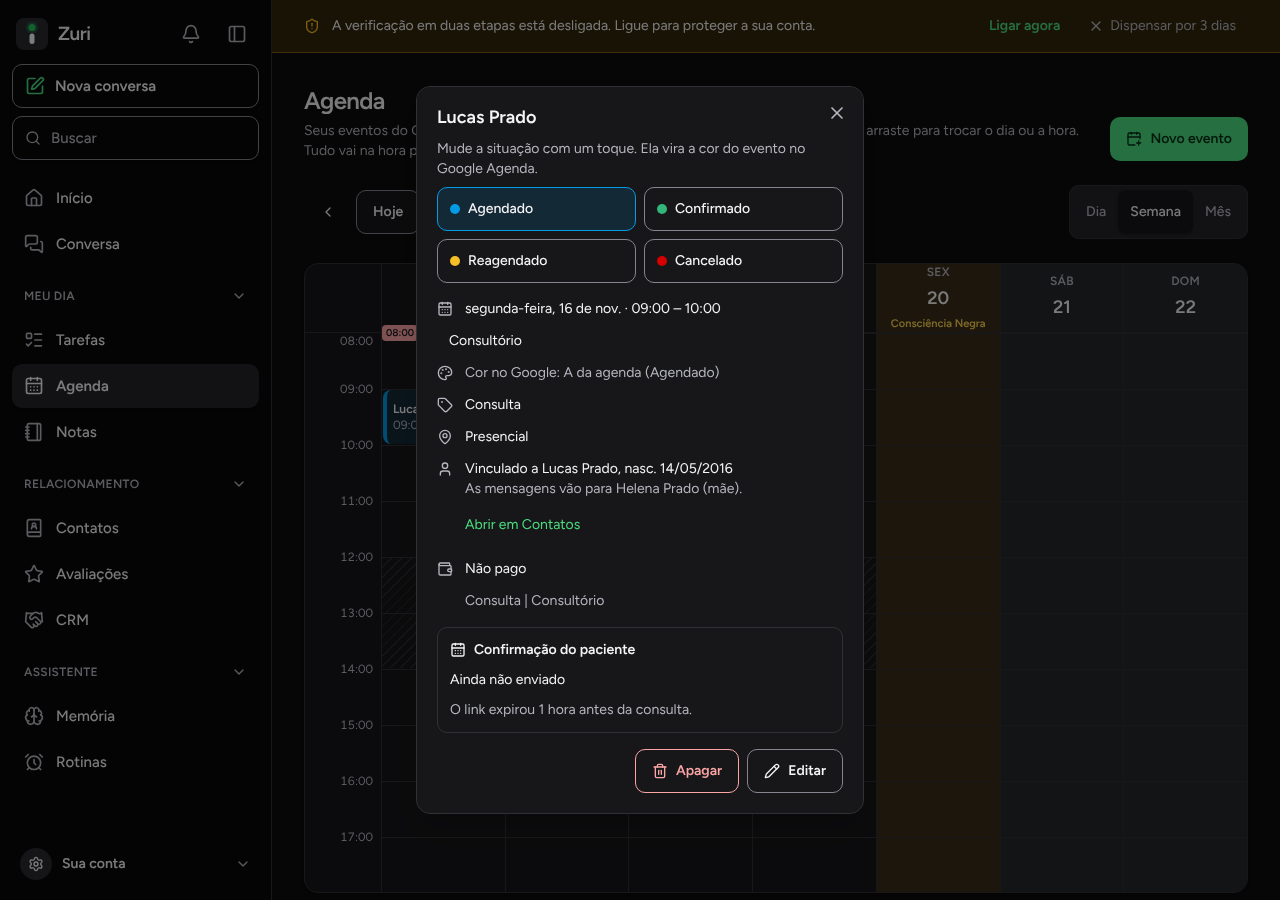 Zuri
Nova conversa
Buscar
Início
Conversa
MEU DIA
Tarefas
Agenda
Notas
RELACIONAMENTO
Contatos
Avaliações
CRM
ASSISTENTE
Memória
Rotinas
Sua conta
A verificação em duas etapas está desligada. Ligue para proteger a sua conta.
Ligar agora
Dispensar por 3 dias
Agenda
Seus eventos do
arraste para trocar o dia ou a hora.
Tudo vai na hora
Novo evento
Hoje
Dia
Semana
Mês
SEX
20
Consciência Negra
SÁB
21
DOM
22
08:00
08:00
09:00
10:00
11:00
12:00
13:00
14:00
15:00
16:00
17:00
Lucas Prado
Mude a situação com um toque. Ela vira a cor do evento no
Google Agenda.
Agendado
Confirmado
Reagendado
Cancelado
segunda-feira, 16 de nov. · 09:00 – 10:00
Consultório
Cor no Google: A da agenda (Agendado)
Consulta
Presencial
Vinculado a Lucas Prado, nasc. 14/05/2016
As mensagens vão para Helena Prado (mãe).
Abrir em Contatos
Não pago
Consulta | Consultório
Confirmação do paciente
Ainda não enviado
O link expirou 1 hora antes da consulta.
Apagar
Editar